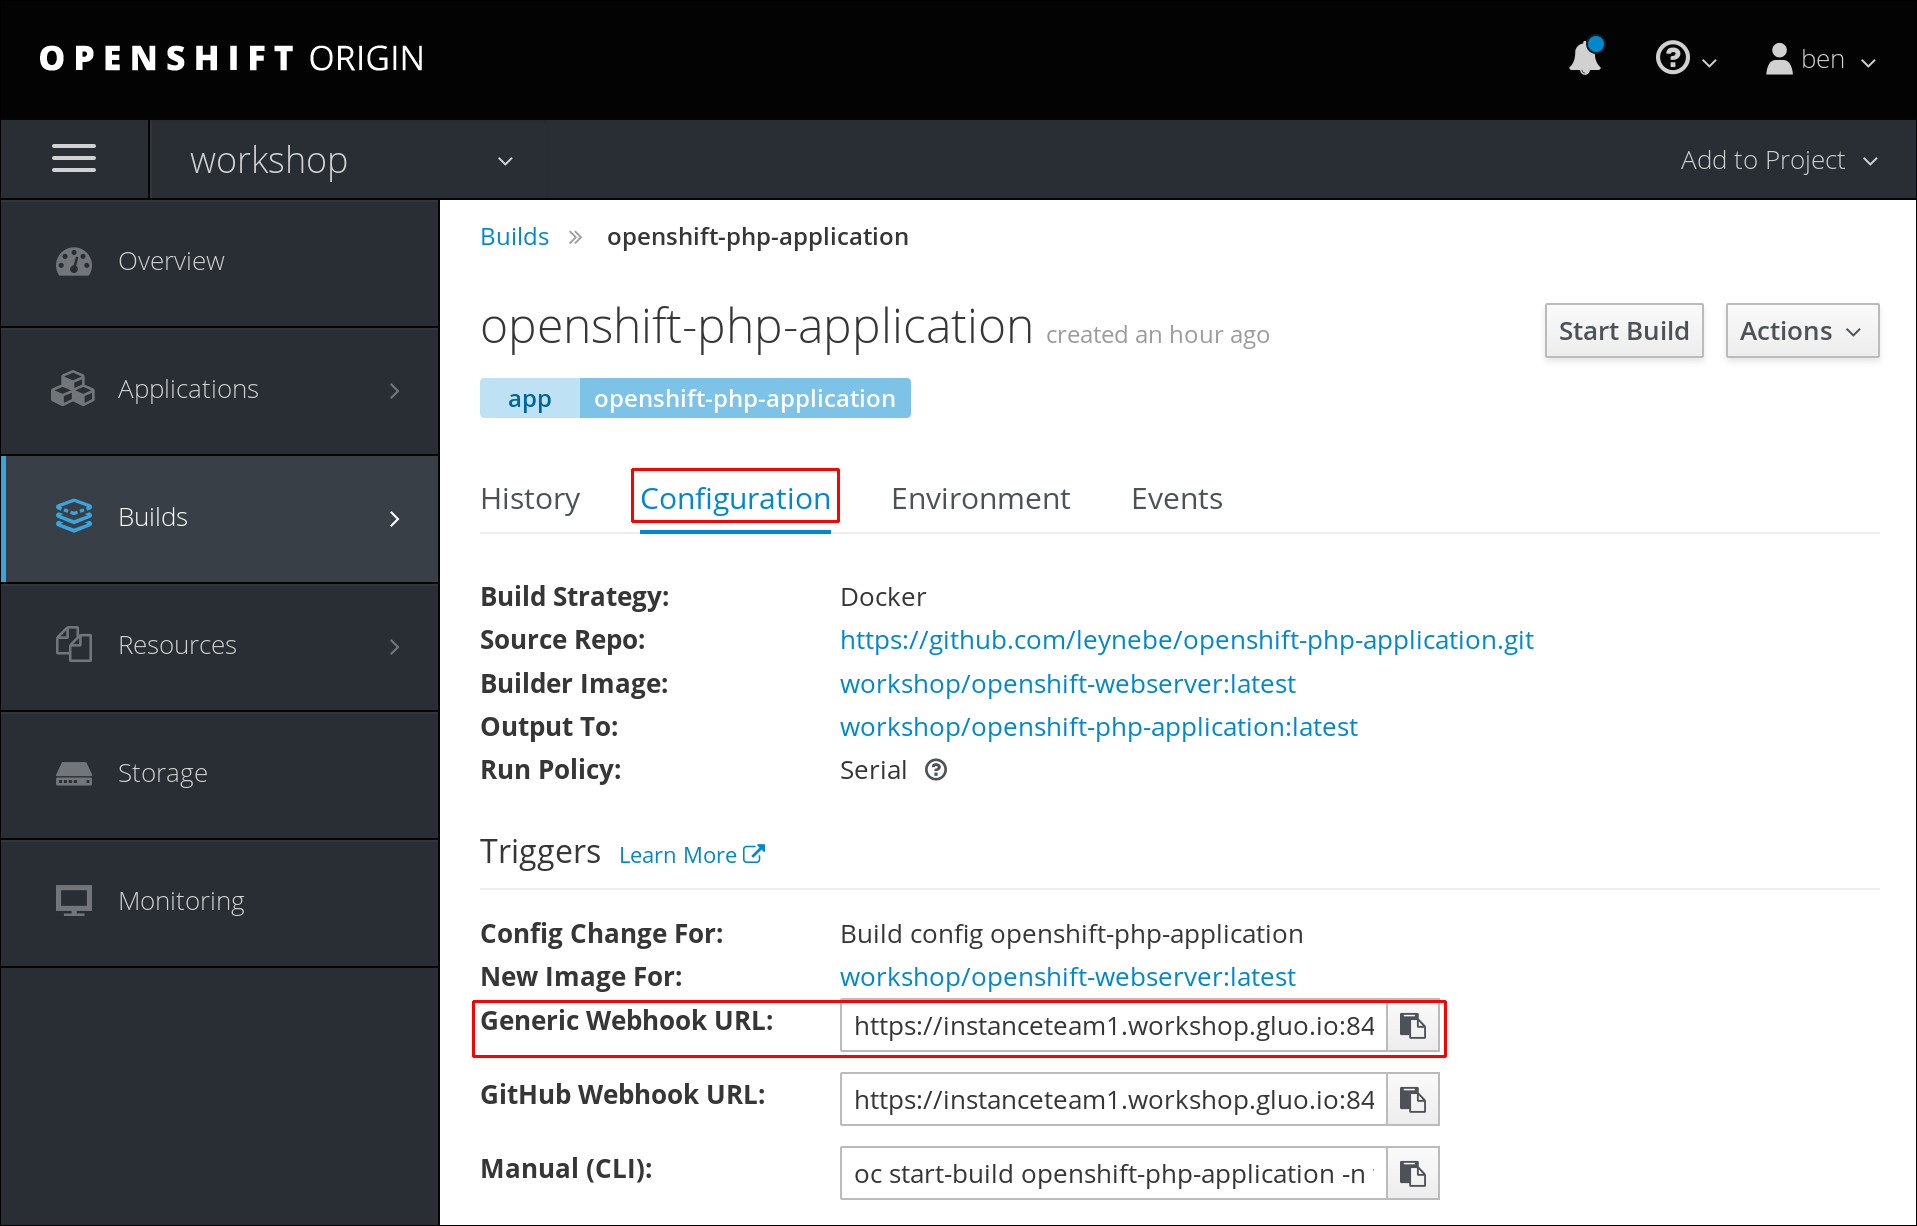 OPENSHIFT ORIGIN
ben
workshop
Add to Project
Overview
Applications
Builds
Resources
Storage
Monitoring
Builds » openshift-php-application
openshift-php-application created an hour ago
Start Build
Actions
app openshift-php-application
History Configuration Environment Events
Build Strategy: Docker
Source Repo: https://github.com/leynebe/openshift-php-application.git
Builder Image: workshop/openshift-webserver:latest
Output To: workshop/openshift-php-application:latest
Run Policy: Serial
Triggers Learn More
Config Change For: Build config openshift-php-application
New Image For: workshop/openshift-webserver:latest
Generic Webhook URL: https://instanceteam1.workshop.gluo.io:84
GitHub Webhook URL: https://instanceteam1.workshop.gluo.io:84
Manual (CLI): oc start-build openshift-php-application -n